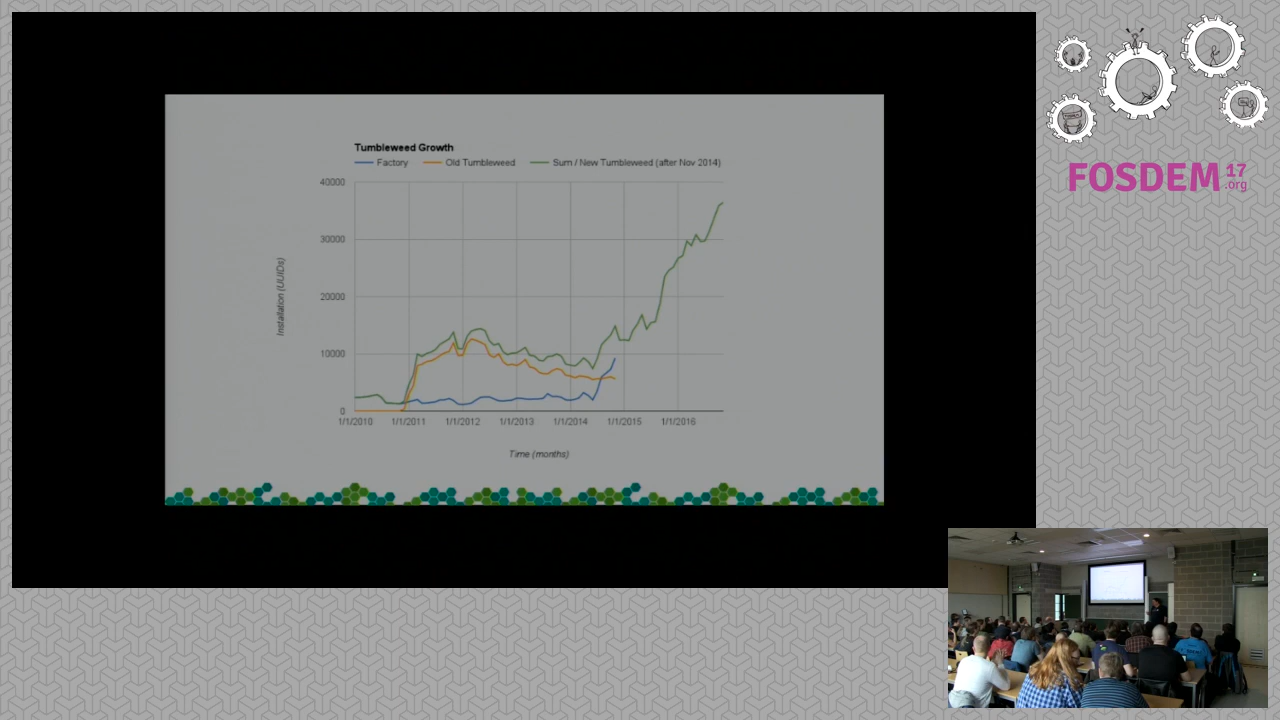 Tumbleweed Growth
Factory
Old Tumbleweed
Sum / New Tumbleweed (after Nov 2014)
40000
30000
20000
10000
0
Installation (UUIDs)
1/1/2010
1/1/2011
1/1/2012
1/1/2013
1/1/2014
1/1/2015
1/1/2016
Time (months)
FOSDEM 17
.org